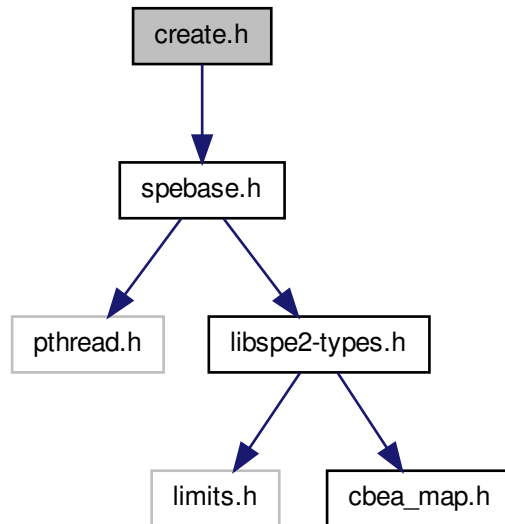 create.h
spebase.h
pthread.h
libspe2-types.h
limits.h
cbea_map.h